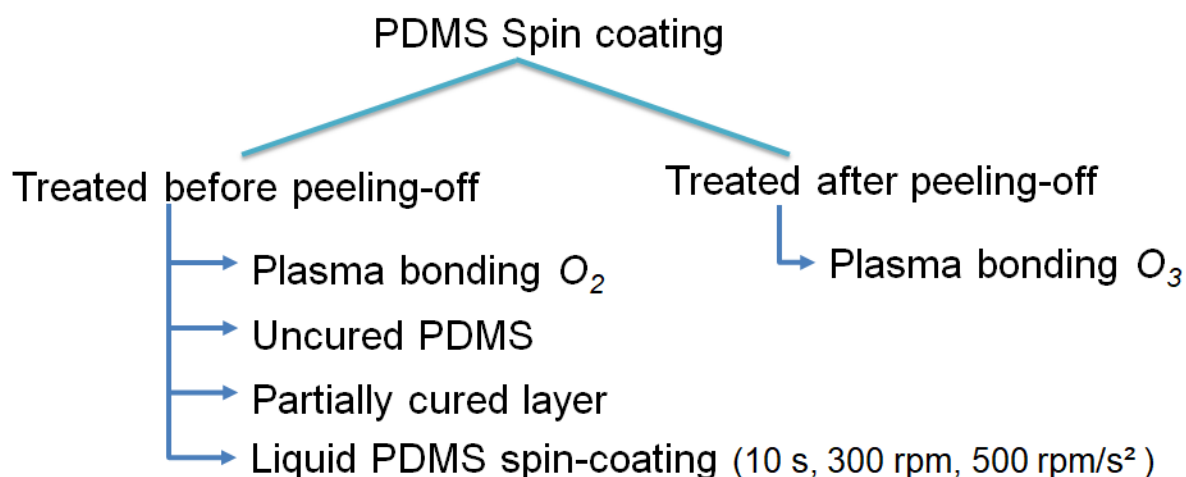 PDMS Spin coating
Treated before peeling-off
Plasma bonding O₂
Uncured PDMS
Partially cured layer
Liquid PDMS spin-coating (10 s, 300 rpm, 500 rpm/s² )
Treated after peeling-off
Plasma bonding O₃